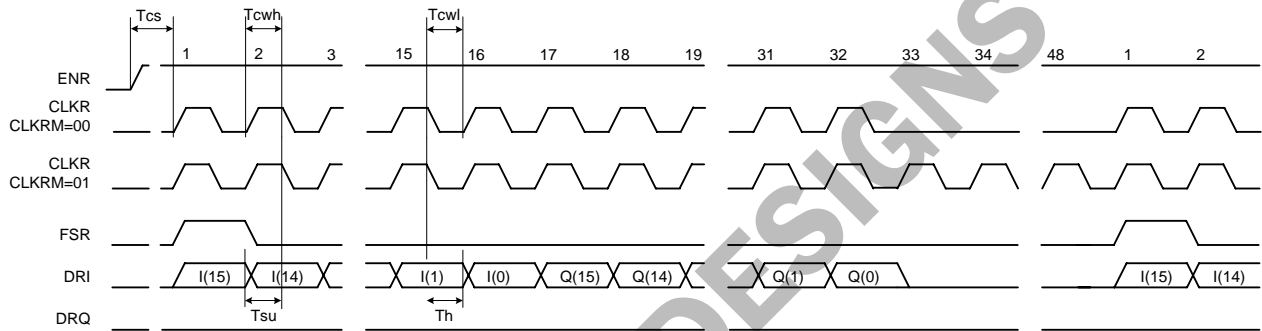 Tcs Tcwh Tcwl
1 2 3 15 16 17 18 19 31 32 33 34 48 1 2
ENR
CLKR
CLKRM=00
CLKR
CLKRM=01
FSR
DRI I(15) I(14) I(1) I(0) Q(15) Q(14) Q(1) Q(0) I(15) I(14)
Tsu Th
DRQ
DESIGNS